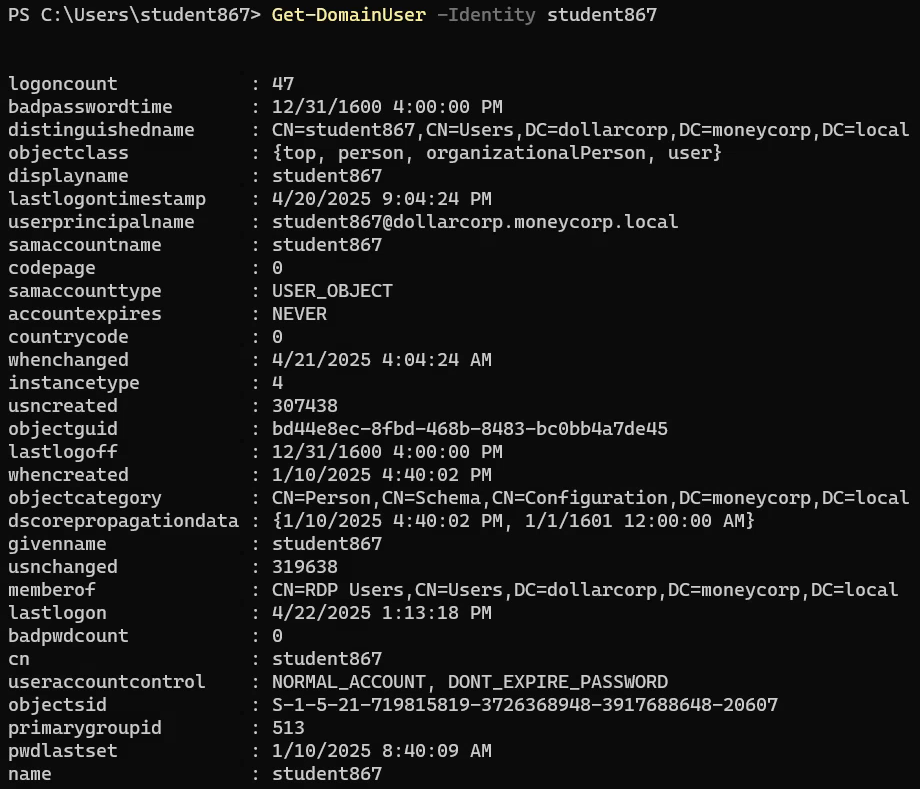 PS C:\Users\student867> Get-DomainUser -Identity student867
logoncount : 47
badpasswordtime : 12/31/1600 4:00:00 PM
distinguishedname : CN=student867,CN=Users,DC=dollarcorp,DC=moneycorp,DC=local
objectclass : {top, person, organizationalPerson, user}
displayname : student867
lastlogontimestamp : 4/20/2025 9:04:24 PM
userprincipalname : student867@dollarcorp.moneycorp.local
samaccountname : student867
codepage : 0
samaccounttype : USER_OBJECT
accountexpires : NEVER
countrycode : 0
whenchanged : 4/21/2025 4:04:24 AM
instancetype : 4
usncreated : 307438
objectguid : bd44e8ec-8fbd-468b-8483-bc0bb4a7de45
lastlogoff : 12/31/1600 4:00:00 PM
whencreated : 1/10/2025 4:40:02 PM
objectcategory : CN=Person,CN=Schema,CN=Configuration,DC=moneycorp,DC=local
dscorepropagationdata : {1/10/2025 4:40:02 PM, 1/1/1601 12:00:00 AM}
givenname : student867
usnchanged : 319638
memberof : CN=RDP Users,CN=Users,DC=dollarcorp,DC=moneycorp,DC=local
lastlogon : 4/22/2025 1:13:18 PM
badpwdcount : 0
cn : student867
useraccountcontrol : NORMAL_ACCOUNT, DONT_EXPIRE_PASSWORD
objectsid : S-1-5-21-719815819-3726368948-3917688648-20607
primarygroupid : 513
pwdlastset : 1/10/2025 8:40:09 AM
name : student867